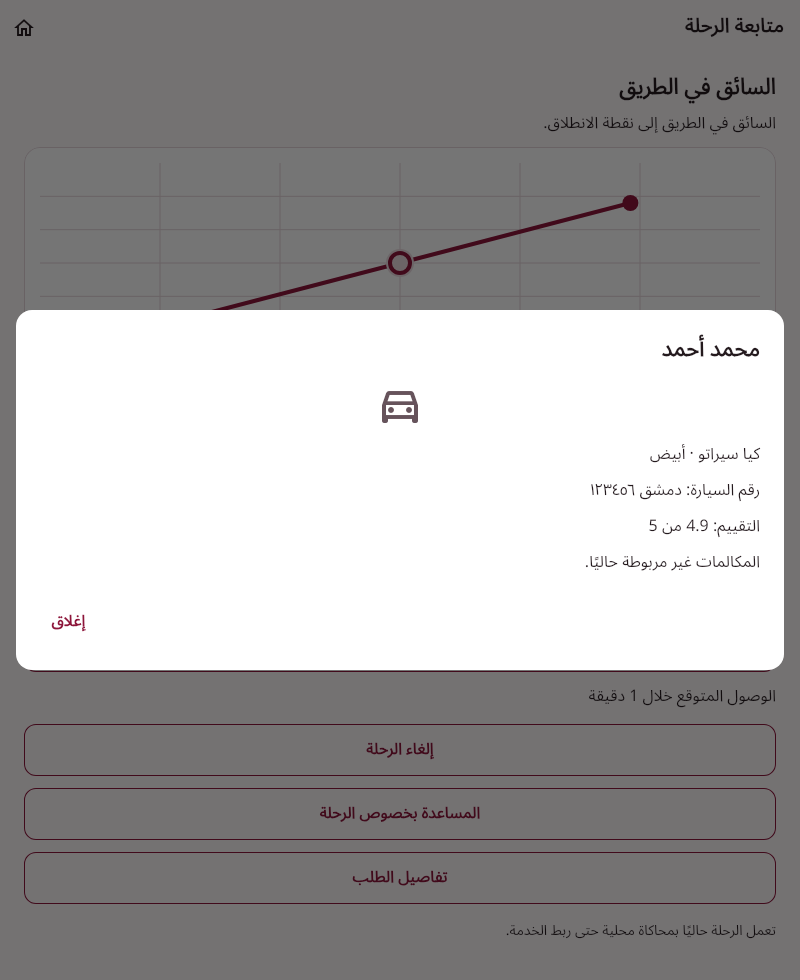 متابعة الرحلة
السائق في الطريق
السائق في الطريق إلى نقطة الانطلاق.
محمد أحمد
كيا سيراتو · أبيض
رقم السيارة: دمشق ١٢٣٤٥٦
التقييم: 4.9 من 5
المكالمات غير مربوطة حاليًا.
إغلاق
الوصول المتوقع خلال 1 دقيقة
إلغاء الرحلة
المساعدة بخصوص الرحلة
تفاصيل الطلب
تعمل الرحلة حاليًا بمحاكاة محلية حتى ربط الخدمة.